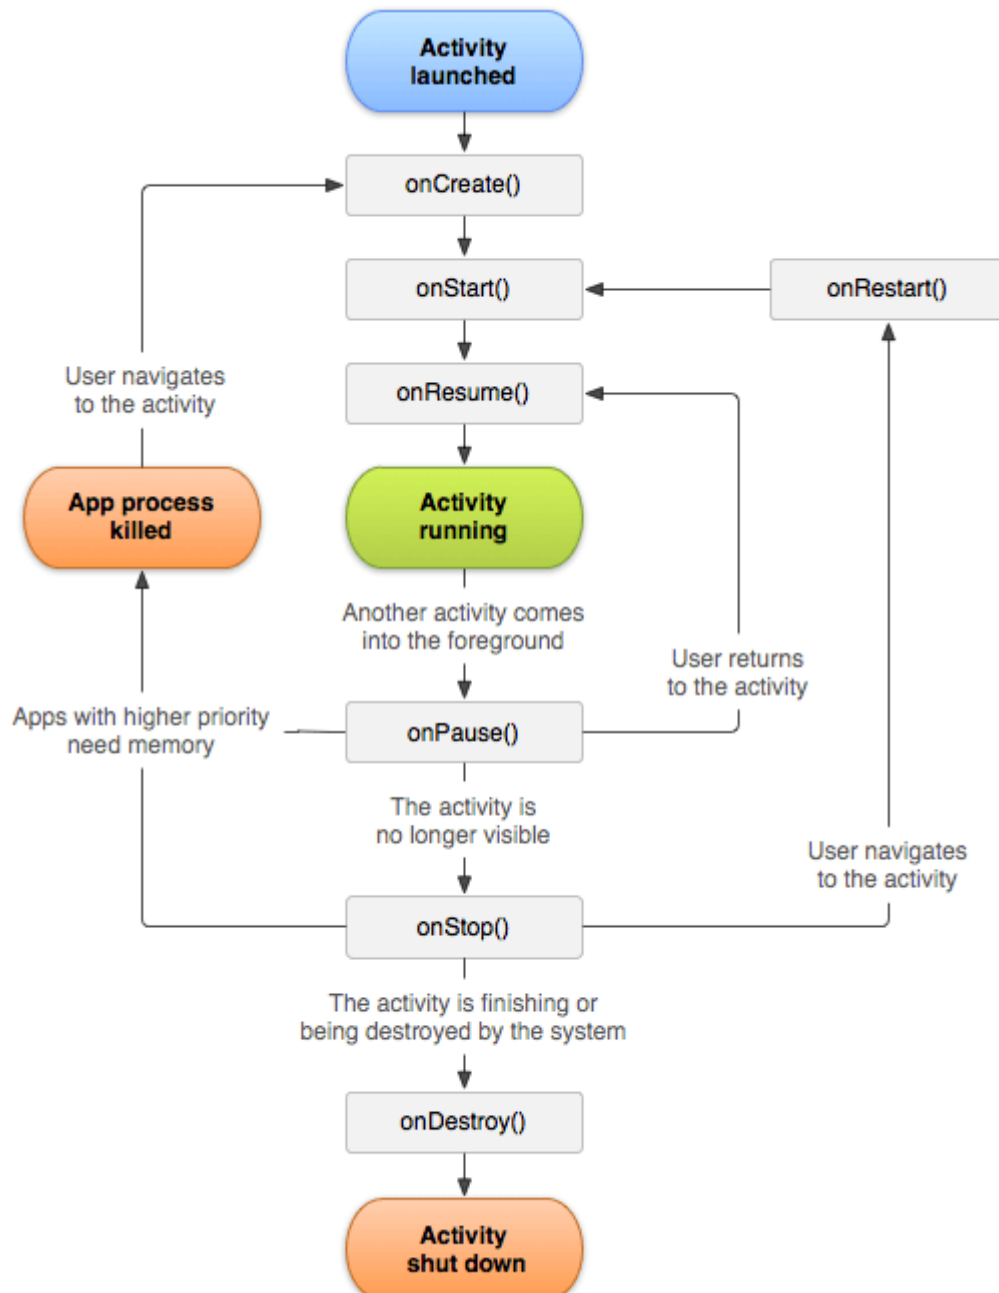 Activity
launched
onCreate()
onStart()
onRestart()
User navigates
to the activity
onResume()
App process
killed
Activity
running
Another activity comes
into the foreground
User returns
to the activity
Apps with higher priority
need memory
onPause()
The activity is
no longer visible
User navigates
to the activity
onStop()
The activity is finishing or
being destroyed by the system
onDestroy()
Activity
shut down